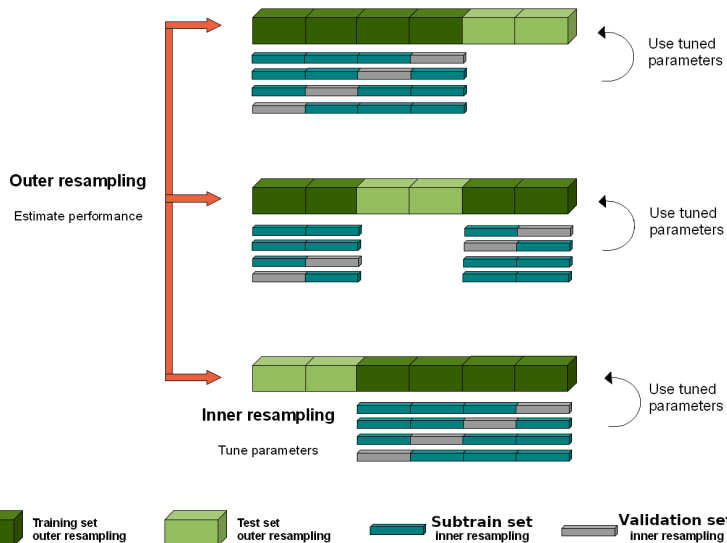 Use tuned
parameters
Outer resampling
Estimate performance
Use tuned
parameters
Use tuned
parameters
Inner resampling
Tune parameters
Training set
outer resampling
Test set
outer resampling
Subtrain set
inner resampling
Validation set
inner resampling